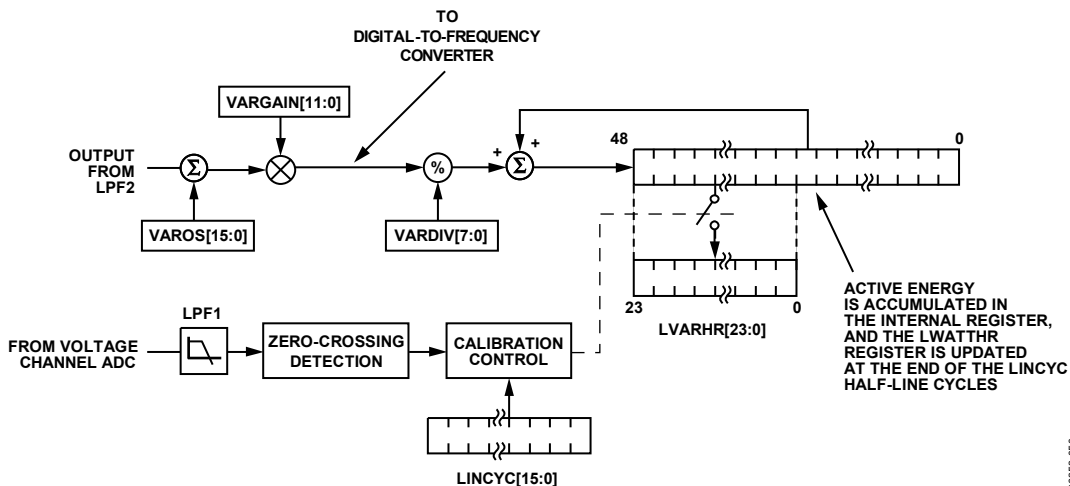 TO
DIGITAL-TO-FREQUENCY
CONVERTER
VARGAIN[11:0]
OUTPUT
FROM
LPF2
Σ
%
+
Σ
+
48
0
VAROS[15:0]
VARDIV[7:0]
23
0
LVARHR[23:0]
ACTIVE ENERGY
IS ACCUMULATED IN
THE INTERNAL REGISTER,
AND THE LWATTHR
REGISTER IS UPDATED
AT THE END OF THE LINCYC
HALF-LINE CYCLES
LPF1
FROM VOLTAGE
CHANNEL ADC
ZERO-CROSSING
DETECTION
CALIBRATION
CONTROL
LINCYC[15:0]